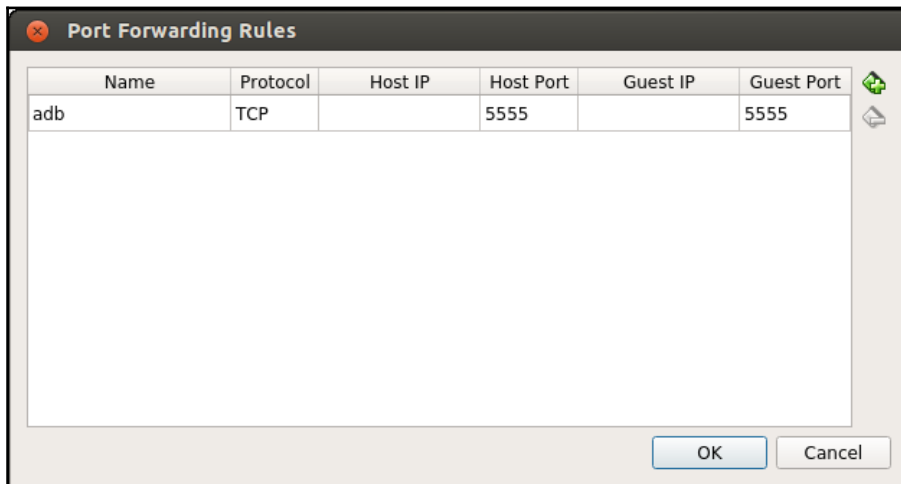 Port Forwarding Rules
Name Protocol Host IP Host Port Guest IP Guest Port
adb TCP 5555 5555
OK Cancel